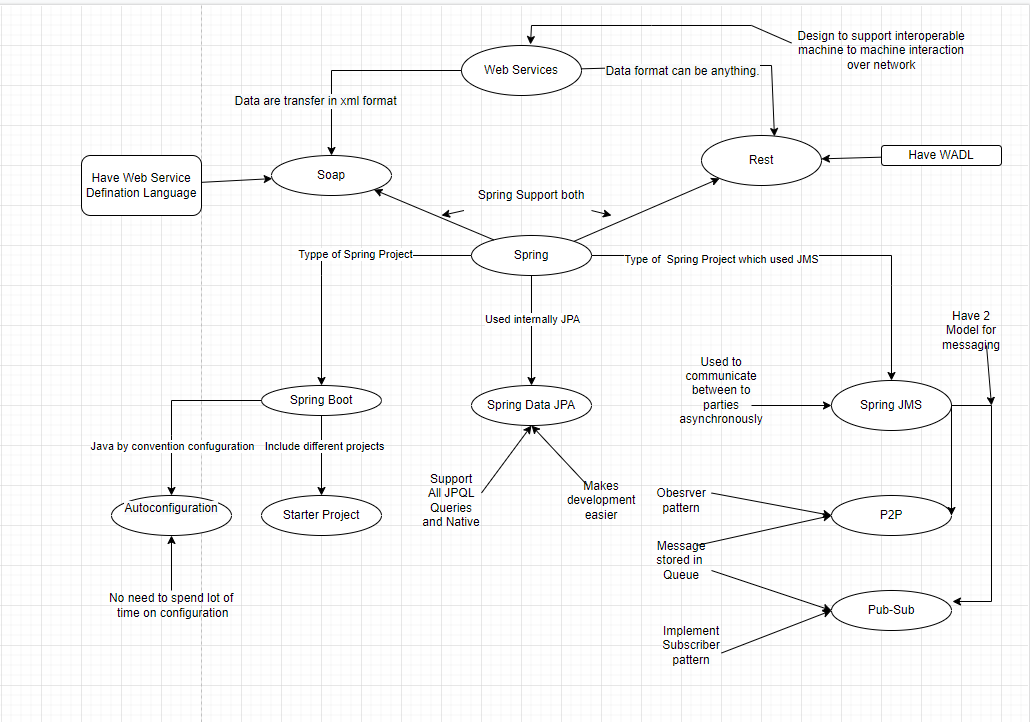 Design to support interoperable
machine to machine interaction
over network
Web Services
Data format can be anything.
Data are transfer in xml format
Have WADL
Rest
Have Web Service
Defination Language
Soap
Spring Support both
Spring
Typpe of Spring Project
Type of  Spring Project which used JMS
Used internally JPA
Have 2
Model for
messaging
Used to
communicate
between to
parties
asynchronously
Spring Boot
Spring Data JPA
Spring JMS
Java by convention confuguration
Include different projects
Support
All JPQL
Queries
and Native
Makes
development
easier
Obesrver
pattern
Autoconfiguration
Starter Project
P2P
Message
stored in
Queue
No need to spend lot of
time on configuration
Pub-Sub
Implement
Subscriber
pattern